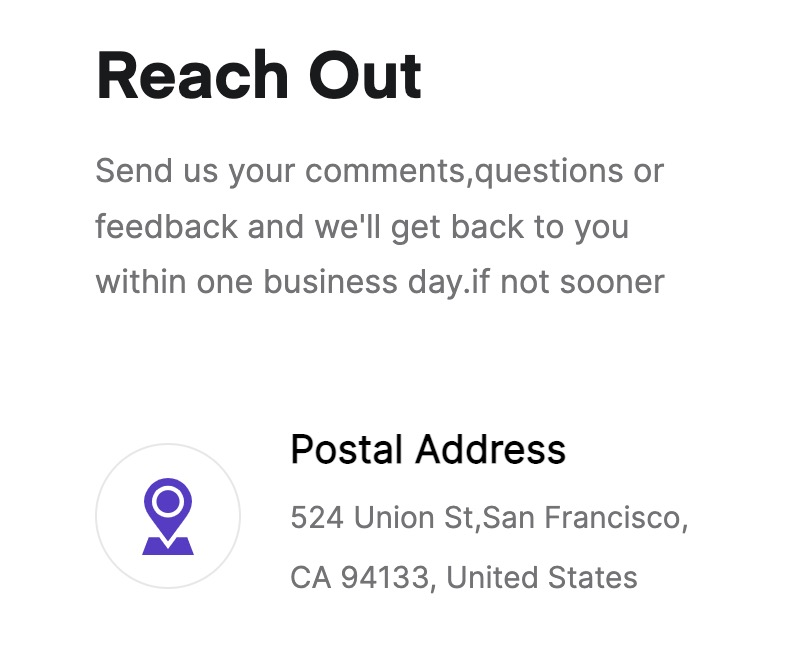 Reach Out
Send us your comments,questions or
feedback and we'll get back to you
within one business day.if not sooner
Postal Address
524 Union St,San Francisco,
CA 94133, United States